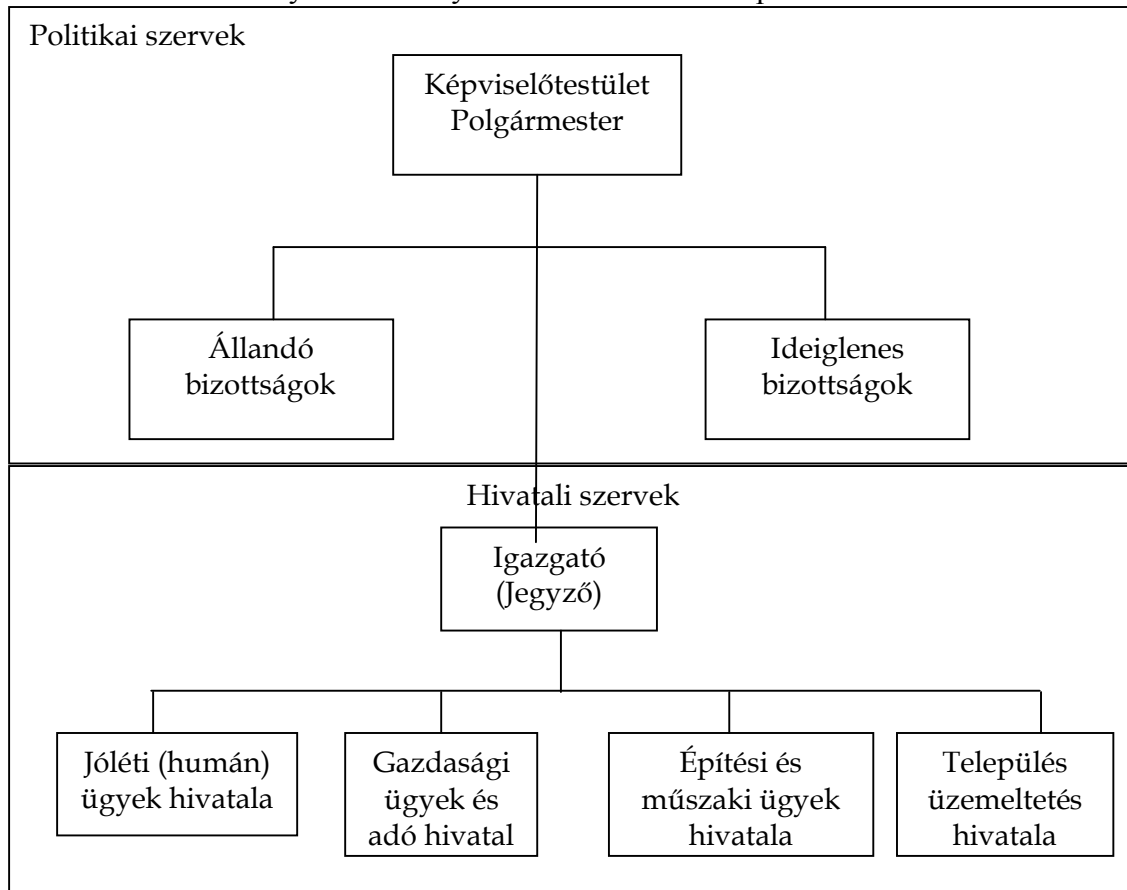 Politikai szervek
Képviselőtestület
Polgármester
Állandó
bizottságok
Ideiglenes
bizottságok
Hivatali szervek
Igazgató
(Jegyző)
Jóléti (humán)
ügyek hivatala
Gazdasági
ügyek és
adó hivatal
Építési és
műszaki ügyek
hivatala
Település
üzemeltetés
hivatala